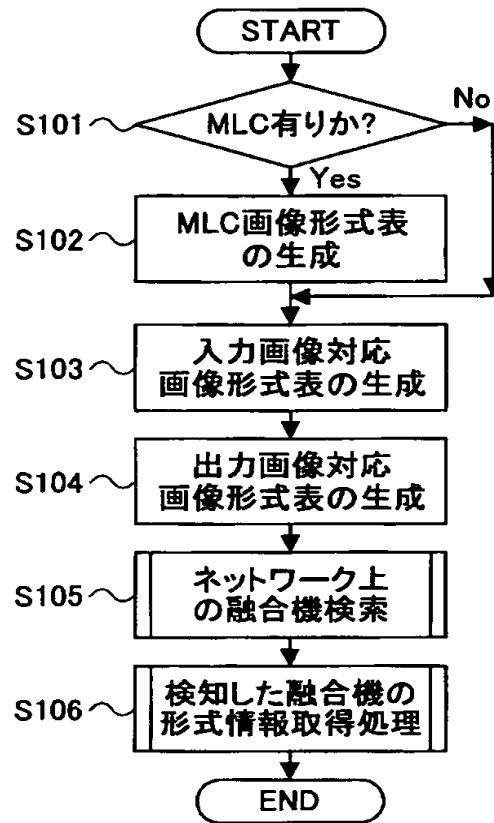 START
S101
MLC有りか?
No
Yes
S102
MLC画像形式表
の生成
S103
入力画像対応
画像形式表の生成
S104
出力画像対応
画像形式表の生成
S105
ネットワーク上
の融合機検索
S106
検知した融合機の
形式情報取得処理
END